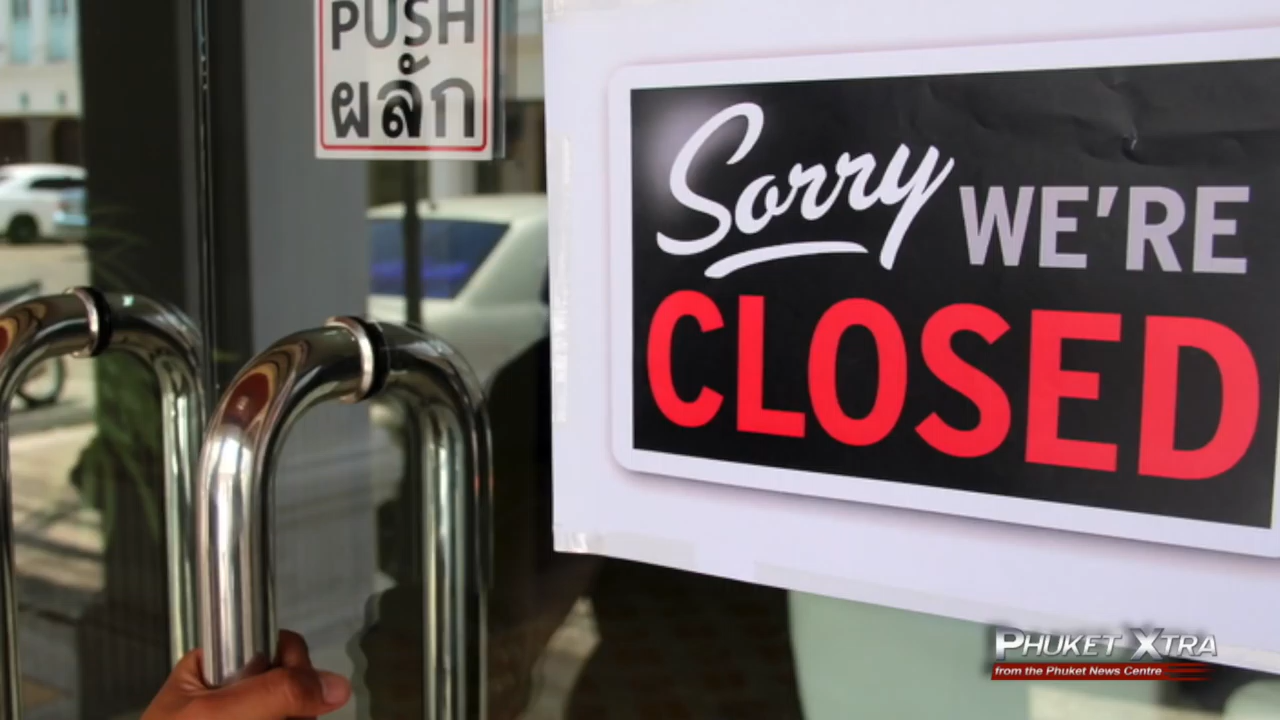 PUSH
ผลัก
Sorry WE'RE
CLOSED
PHUKET XTRA
from the Phuket News Centre